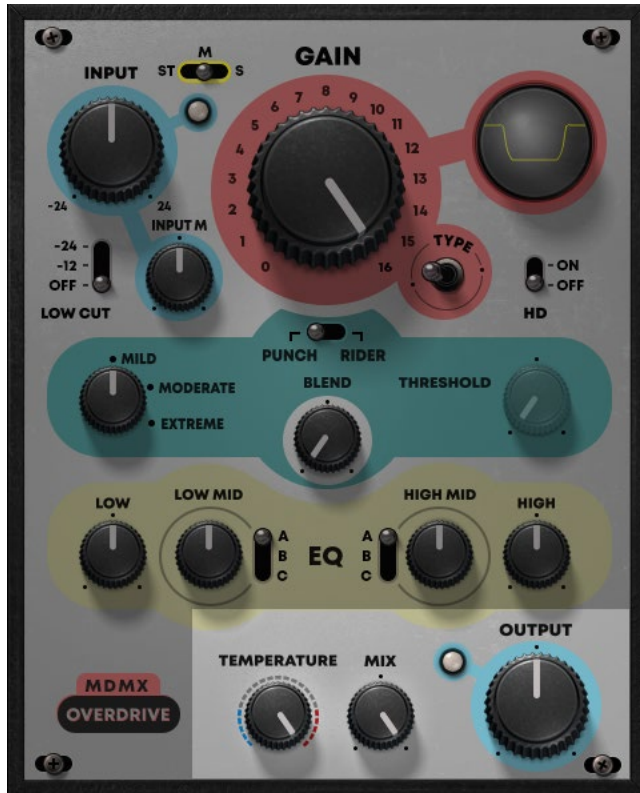 M
ST S
INPUT
GAIN
0 1 2 3 4 5 6 7 8 9 10 11 12 13 14 15 16
-24 24
INPUT M
TYPE
-24
-12
OFF
LOW CUT
ON
OFF
HD
PUNCH RIDER
MILD
MODERATE
EXTREME
BLEND
THRESHOLD
LOW
LOW MID
HIGH MID
HIGH
A
B
C
EQ
A
B
C
OUTPUT
TEMPERATURE
MIX
MDMX
OVERDRIVE